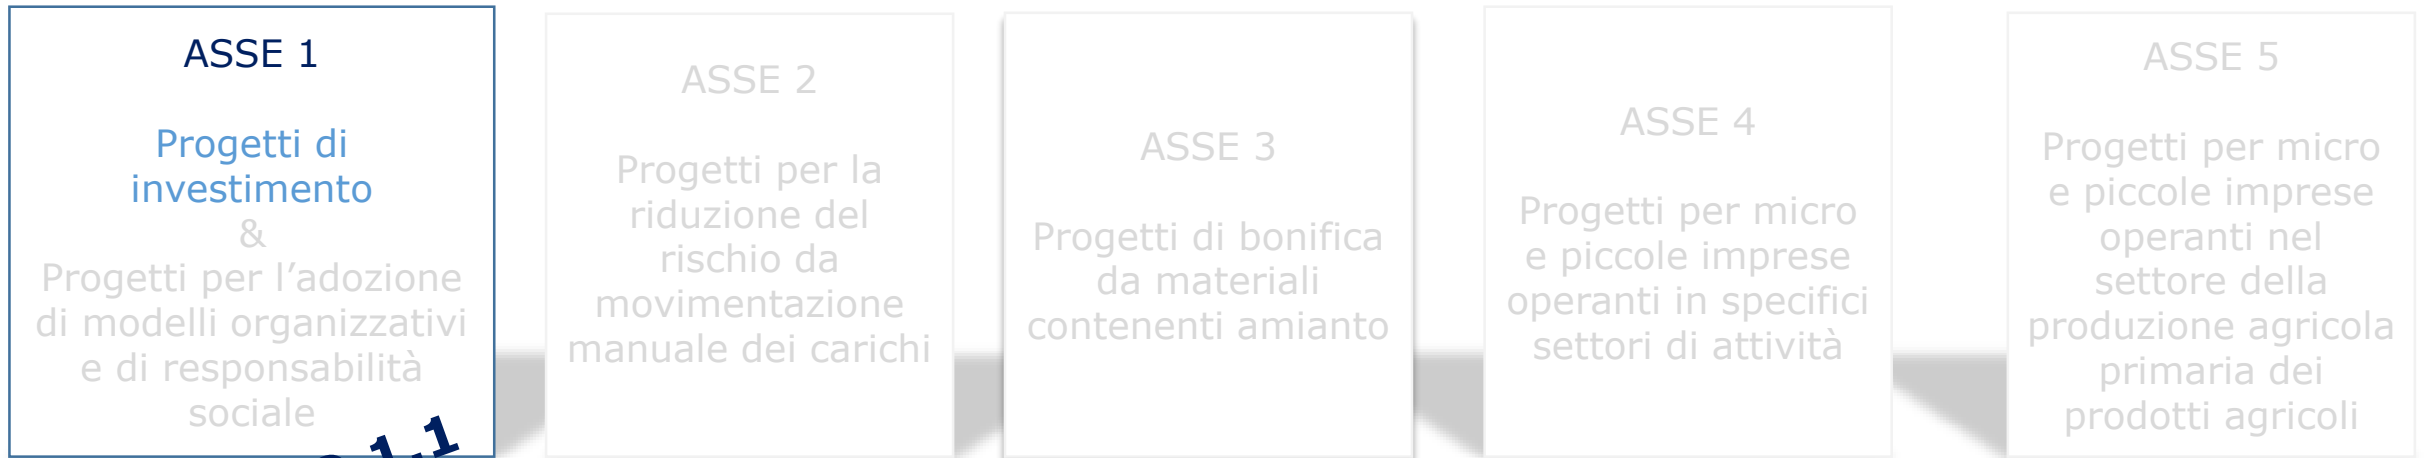 ASSE 1
Progetti di
investimento
&
Progetti per l’adozione
di modelli organizzativi
e di responsabilità
sociale
1.1
ASSE 2
Progetti per la
riduzione del
rischio da
movimentazione
manuale dei carichi
ASSE 3
Progetti di bonifica
da materiali
contenenti amianto
ASSE 4
Progetti per micro
e piccole imprese
operanti in specifici
settori di attività
ASSE 5
Progetti per micro
e piccole imprese
operanti nel
settore della
produzione agricola
primaria dei
prodotti agricoli